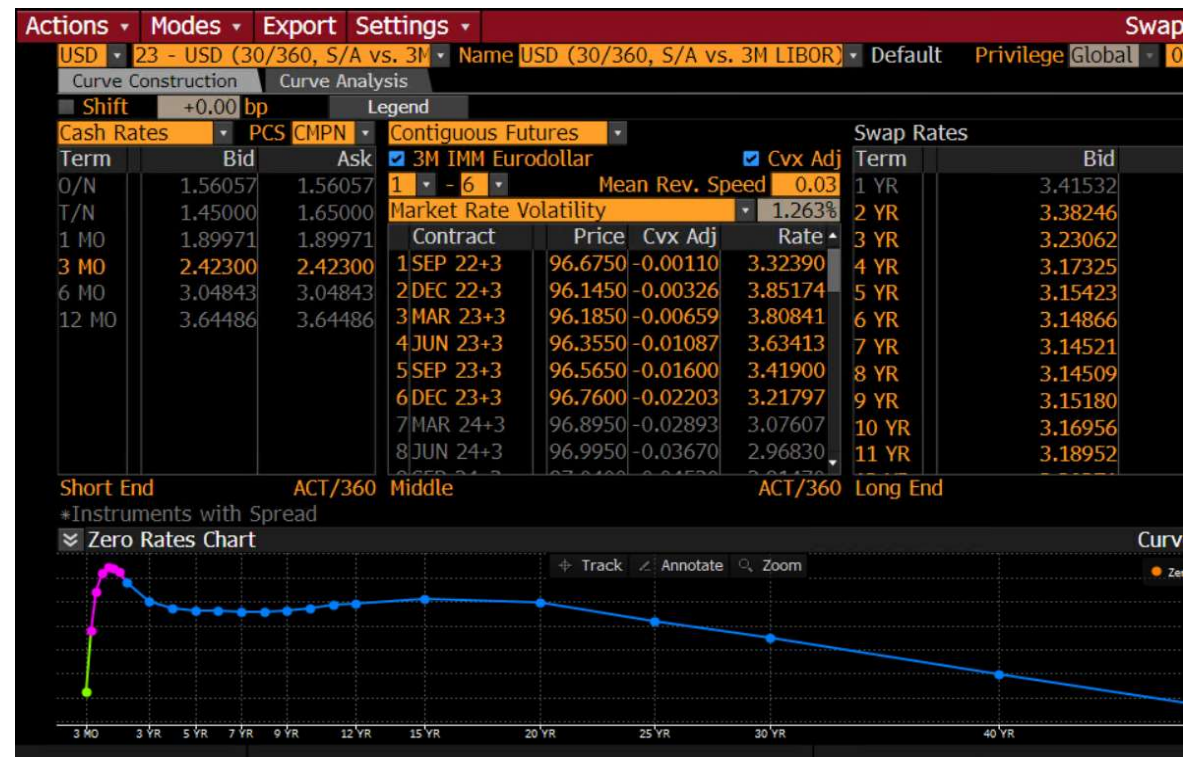 Actions Modes Export Settings Swap
USD 23 - USD (30/360, S/A vs. 3M Name USD (30/360, S/A vs. 3M LIBOR) Default Privilege Global 0
Curve Construction Curve Analysis
Shift +0.00 bp Legend
Cash Rates PCS CMPN Contiguous Futures Swap Rates
Term Bid Ask 3M IMM Eurodollar Cvx Adj Term Bid
O/N 1.56057 1.56057 1 - 6 Mean Rev. Speed 0.03 1 YR 3.41532
T/N 1.45000 1.65000 Market Rate Volatility 1.263% 2 YR 3.38246
1 MO 1.89971 1.89971 Contract Price Cvx Adj Rate 3 YR 3.23062
3 MO 2.42300 2.42300 1 SEP 22+3 96.6750 -0.00110 3.32390 4 YR 3.17325
6 MO 3.04843 3.04843 2 DEC 22+3 96.1450 -0.00326 3.85174 5 YR 3.15423
12 MO 3.64486 3.64486 3 MAR 23+3 96.1850 -0.00659 3.80841 6 YR 3.14866
4 JUN 23+3 96.3550 -0.01087 3.63413 7 YR 3.14521
5 SEP 23+3 96.5650 -0.01600 3.41900 8 YR 3.14509
6 DEC 23+3 96.7600 -0.02203 3.21797 9 YR 3.15180
7 MAR 24+3 96.8950 -0.02893 3.07607 10 YR 3.16956
8 JUN 24+3 96.9950 -0.03670 2.96830 11 YR 3.18952
Short End ACT/360 Middle ACT/360 Long End
*Instruments with Spread
Zero Rates Chart Curv
Track Annotate Zoom Zer
3 MO 3 YR 5 YR 7 YR 9 YR 12 YR 15 YR 20 YR 25 YR 30 YR 40 YR